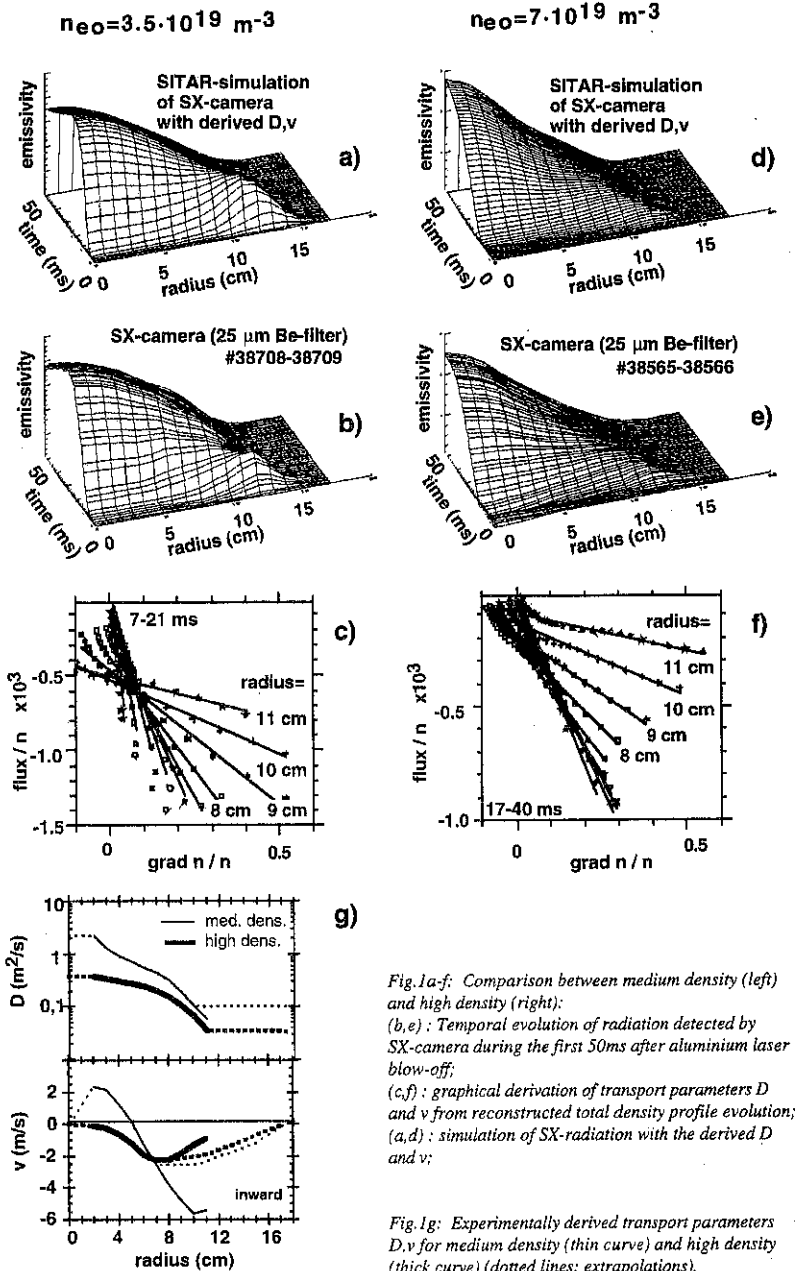 neo=3.5·10^19 m^-3
neo=7·10^19 m^-3
SITAR-simulation
of SX-camera
with derived D,v
a)
emissivity
50
time (ms)
0
0
5
10
15
radius (cm)
SITAR-simulation
of SX-camera
with derived D,v
d)
emissivity
50
time (ms)
0
0
5
10
15
radius (cm)
SX-camera (25 µm Be-filter)
#38708-38709
b)
emissivity
50
time (ms)
0
0
5
10
15
radius (cm)
SX-camera (25 µm Be-filter)
#38565-38566
e)
emissivity
50
time (ms)
0
0
5
10
15
radius (cm)
7-21 ms
c)
flux / n x10^3
-0.5
-1.0
-1.5
radius=
11 cm
10 cm
8 cm
9 cm
0
0.5
grad n / n
radius=
f)
flux / n x10^3
-0.5
-1.0
11 cm
10 cm
9 cm
8 cm
17-40 ms
0
0.5
grad n / n
g)
10
1
0,1
D (m^2/s)
med. dens.
high dens.
2
0
-2
-4
-6
v (m/s)
inward
0
4
8
12
16
radius (cm)
Fig.1a-f: Comparison between medium density (left)
and high density (right):
(b,e) : Temporal evolution of radiation detected by
SX-camera during the first 50ms after aluminium laser
blow-off;
(c,f) : graphical derivation of transport parameters D
and v from reconstructed total density profile evolution;
(a,d) : simulation of SX-radiation with the derived D
and v;
Fig.1g: Experimentally derived transport parameters
D,v for medium density (thin curve) and high density
(thick curve) (dotted lines: extrapolations).